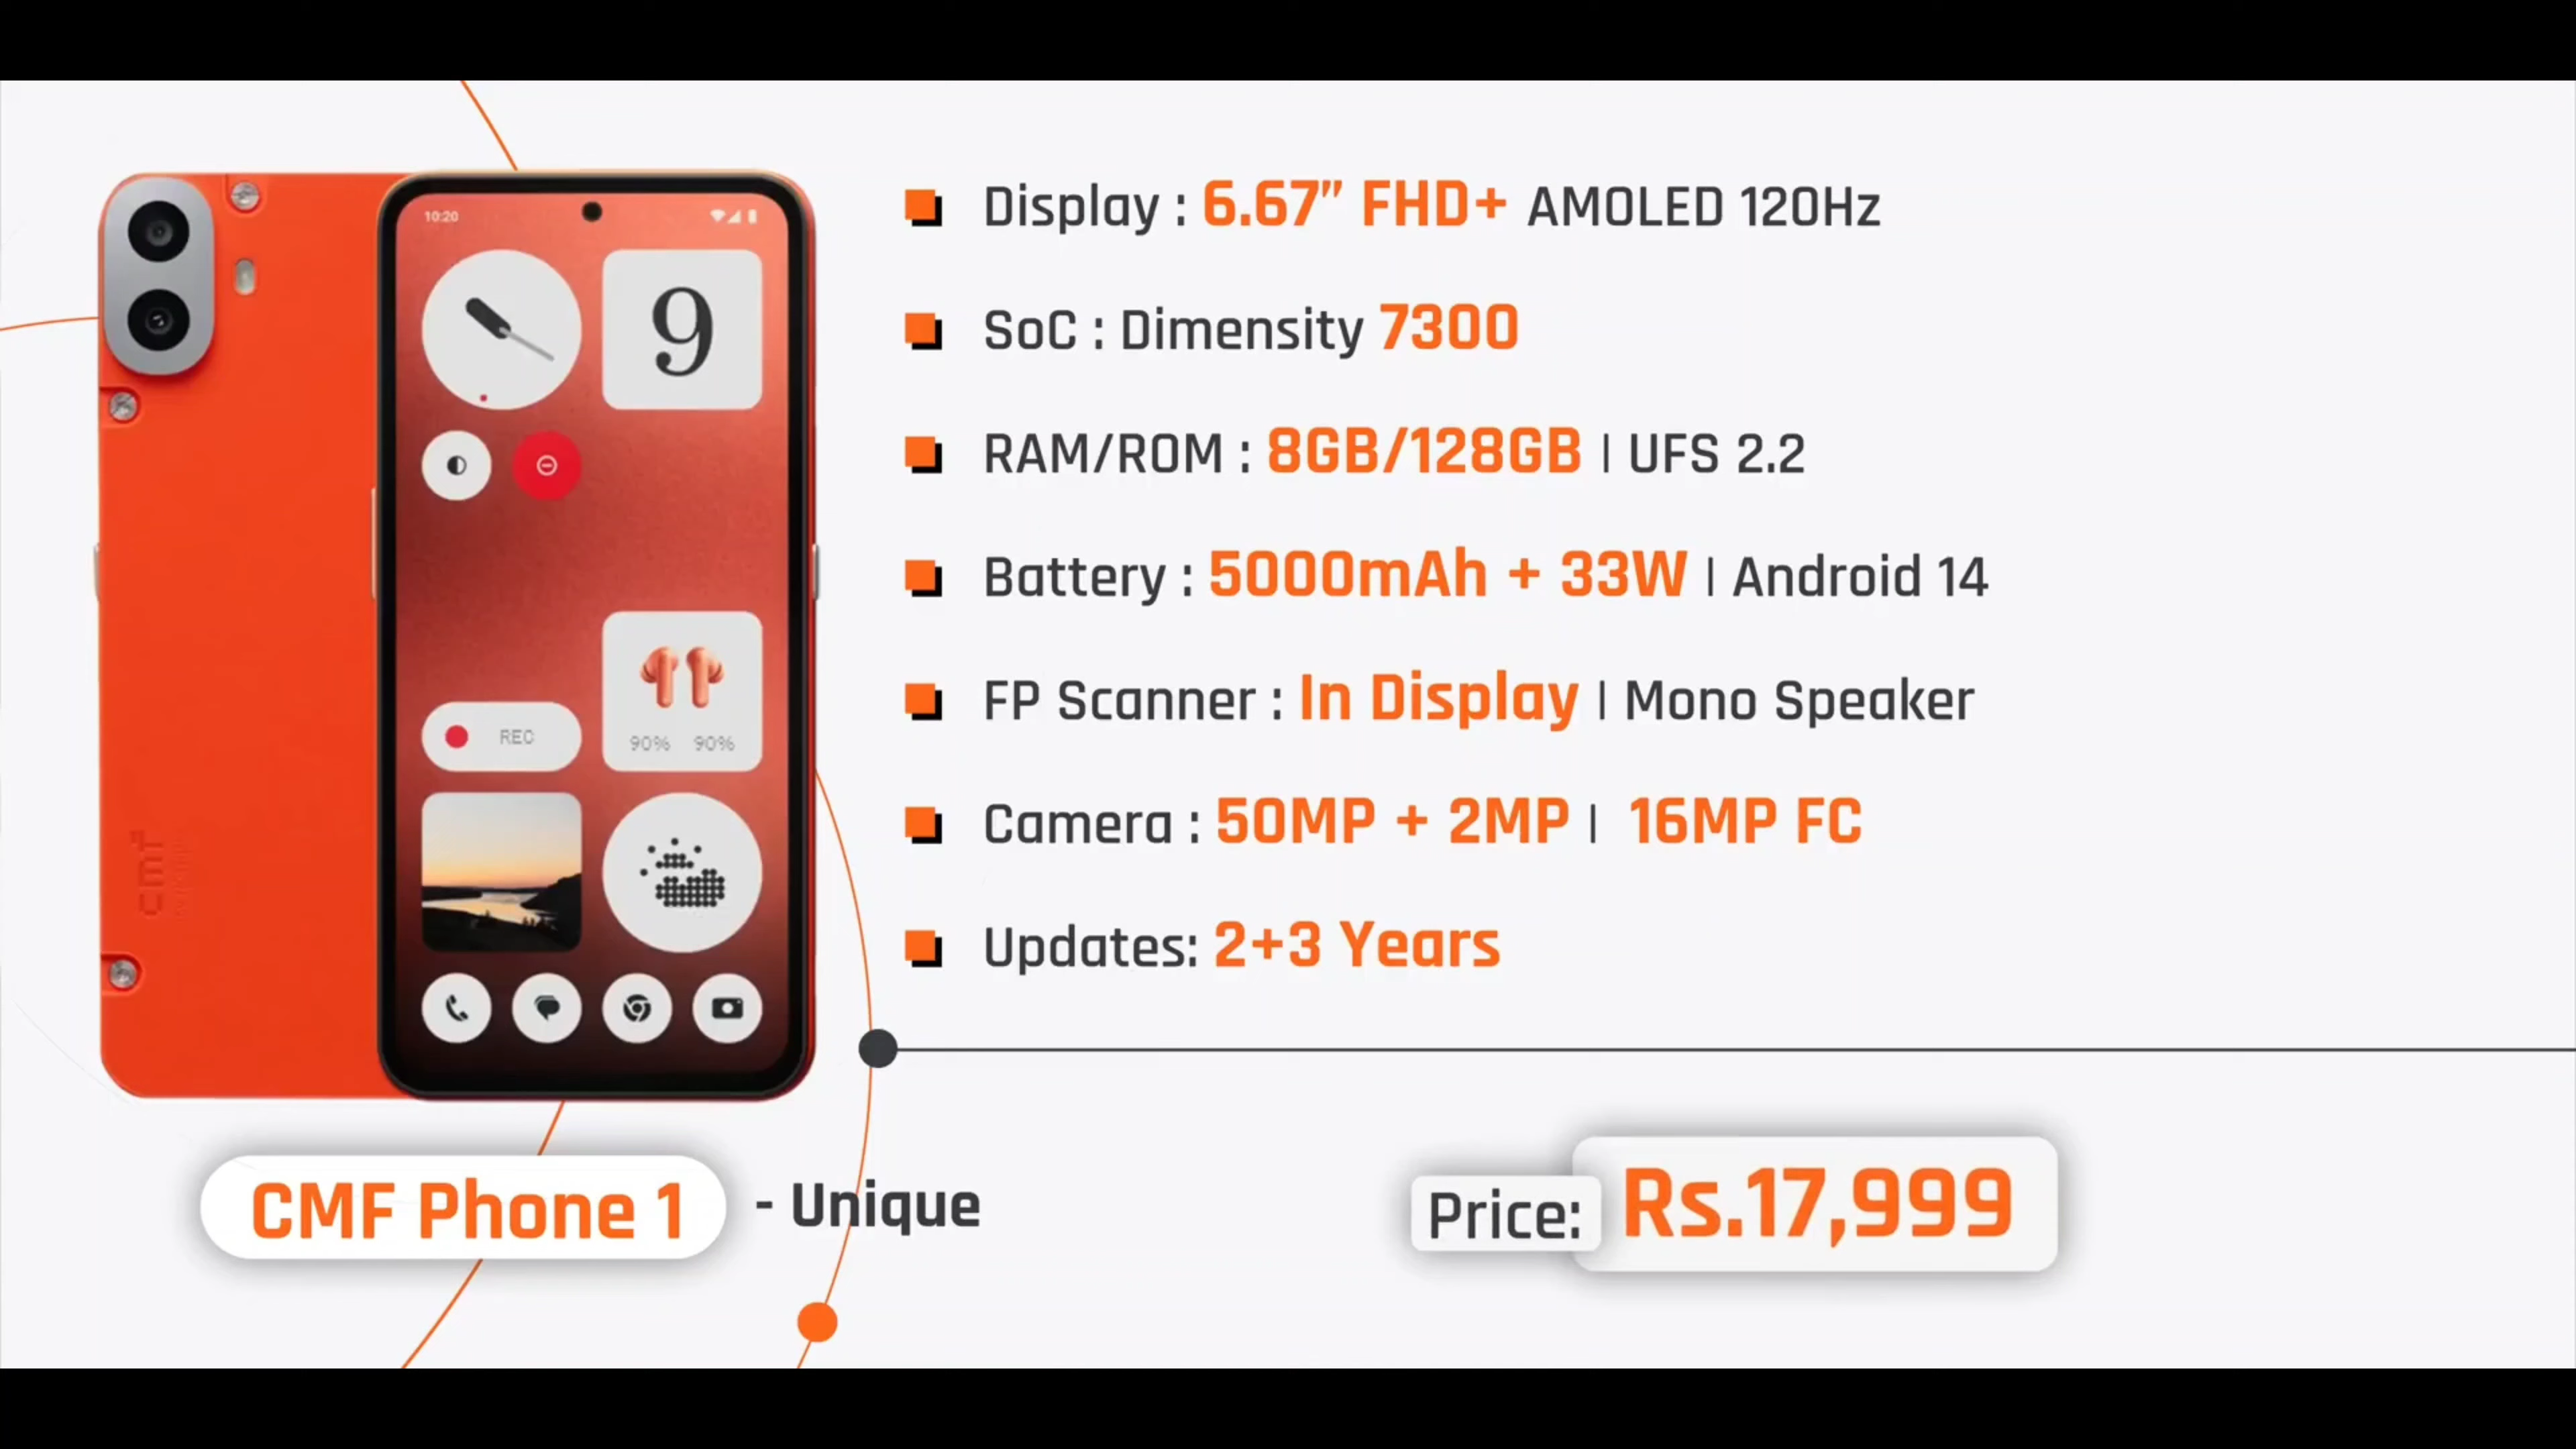 10:20
9
REC
90% 90%
cmf
Display : 6.67” FHD+ AMOLED 120Hz
SoC : Dimensity 7300
RAM/ROM : 8GB/128GB | UFS 2.2
Battery : 5000mAh + 33W | Android 14
FP Scanner : In Display | Mono Speaker
Camera : 50MP + 2MP | 16MP FC
Updates: 2+3 Years
CMF Phone 1 - Unique
Price: Rs.17,999